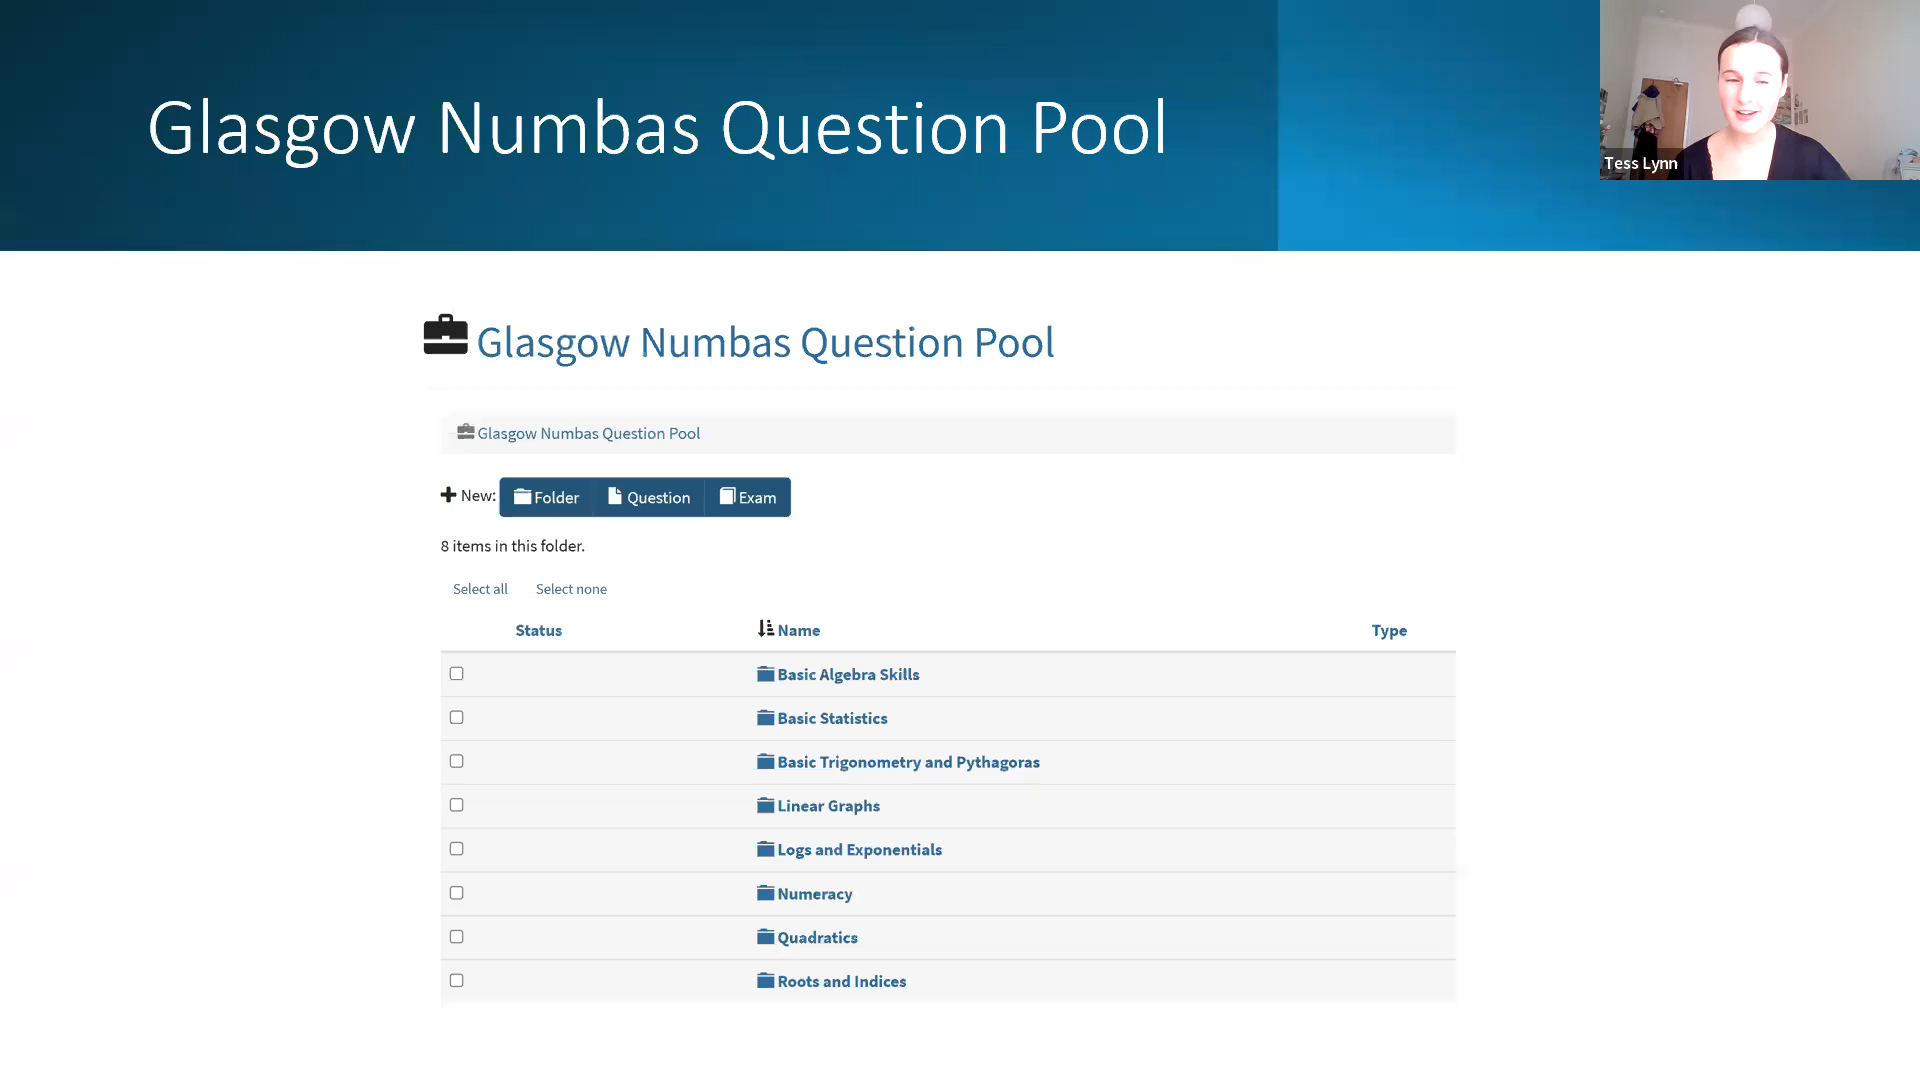 Glasgow Numbas Question Pool
Tess Lynn
Glasgow Numbas Question Pool
Glasgow Numbas Question Pool
New: Folder Question Exam
8 items in this folder.
Select all Select none
Status Name Type
Basic Algebra Skills
Basic Statistics
Basic Trigonometry and Pythagoras
Linear Graphs
Logs and Exponentials
Numeracy
Quadratics
Roots and Indices